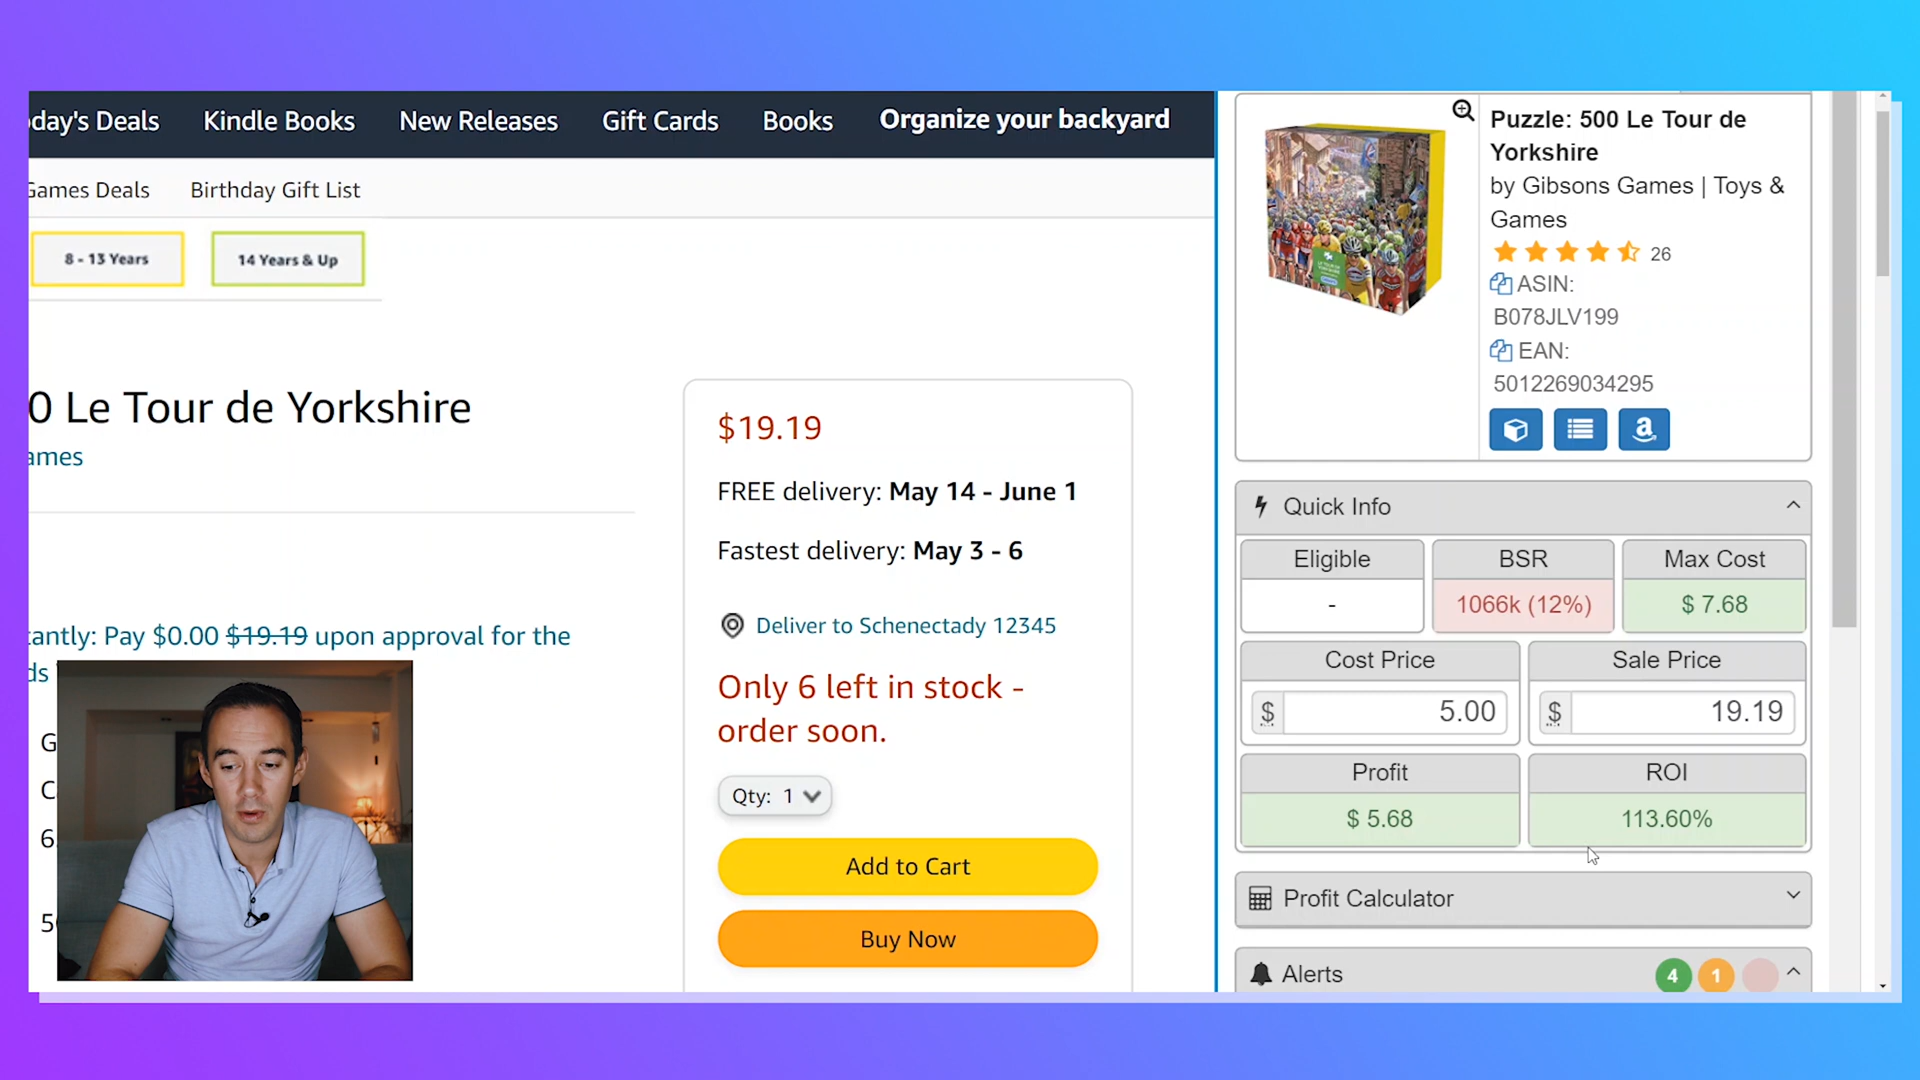 oday's Deals
Kindle Books
New Releases
Gift Cards
Books
Organize your backyard
Games Deals
Birthday Gift List
8 - 13 Years
14 Years & Up
0 Le Tour de Yorkshire
ames
cantly: Pay $0.00 $19.19 upon approval for the
ds
G
C
6
50
$19.19
FREE delivery: May 14 - June 1
Fastest delivery: May 3 - 6
Deliver to Schenectady 12345
Only 6 left in stock -
order soon.
Qty: 1
Add to Cart
Buy Now
Puzzle: 500 Le Tour de
Yorkshire
by Gibsons Games | Toys &
Games
26
ASIN:
B078JLV199
EAN:
5012269034295
Quick Info
Eligible
BSR
Max Cost
-
1066k (12%)
$ 7.68
Cost Price
Sale Price
$ 5.00
$ 19.19
Profit
ROI
$ 5.68
113.60%
Profit Calculator
Alerts
4
1